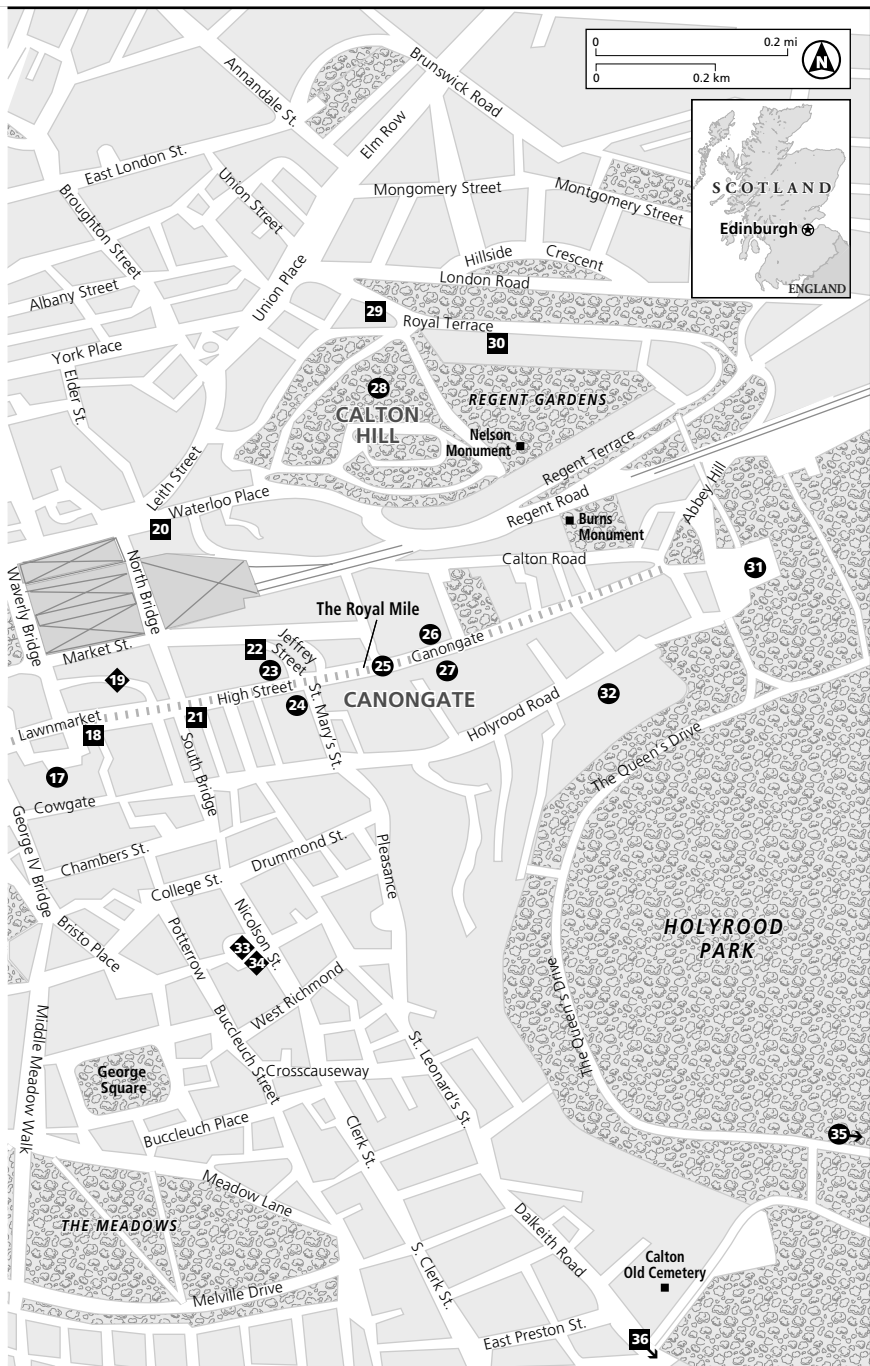 0 0.2 mi
0 0.2 km
N
SCOTLAND
Edinburgh
ENGLAND
Annandale St.
Brunswick Road
Elm Row
East London St.
Union Street
Mongomery Street
Montgomery Street
Broughton Street
Hillside Crescent
London Road
Albany Street
Union Place
29
Royal Terrace
30
York Place
Elder St.
28
CALTON
HILL
REGENT GARDENS
Nelson
Monument
Regent Terrace
Leith Street
Waterloo Place
20
Regent Road
Abbey Hill
Burns
Monument
Calton Road
31
Waverly Bridge
North Bridge
The Royal Mile
26
Canongate
Market St.
22
Jeffrey
Street
23
25
27
19
High Street
24
CANONGATE
32
Lawnmarket
21
18
St. Mary's St.
Holyrood Road
South Bridge
17
The Queen's Drive
Cowgate
George IV Bridge
Chambers St.
Drummond St.
Pleasance
College St.
Nicolson St.
Bristo Place
Potterrow
33
34
HOLYROOD
PARK
West Richmond
The Queen's Drive
Middle Meadow Walk
Buccleuch Street
St. Leonard's St.
George
Square
Crosscauseway
Buccleuch Place
Clerk St.
35
Meadow Lane
THE MEADOWS
Dalkeith Road
S. Clerk St.
Calton
Old Cemetery
Melville Drive
East Preston St.
36